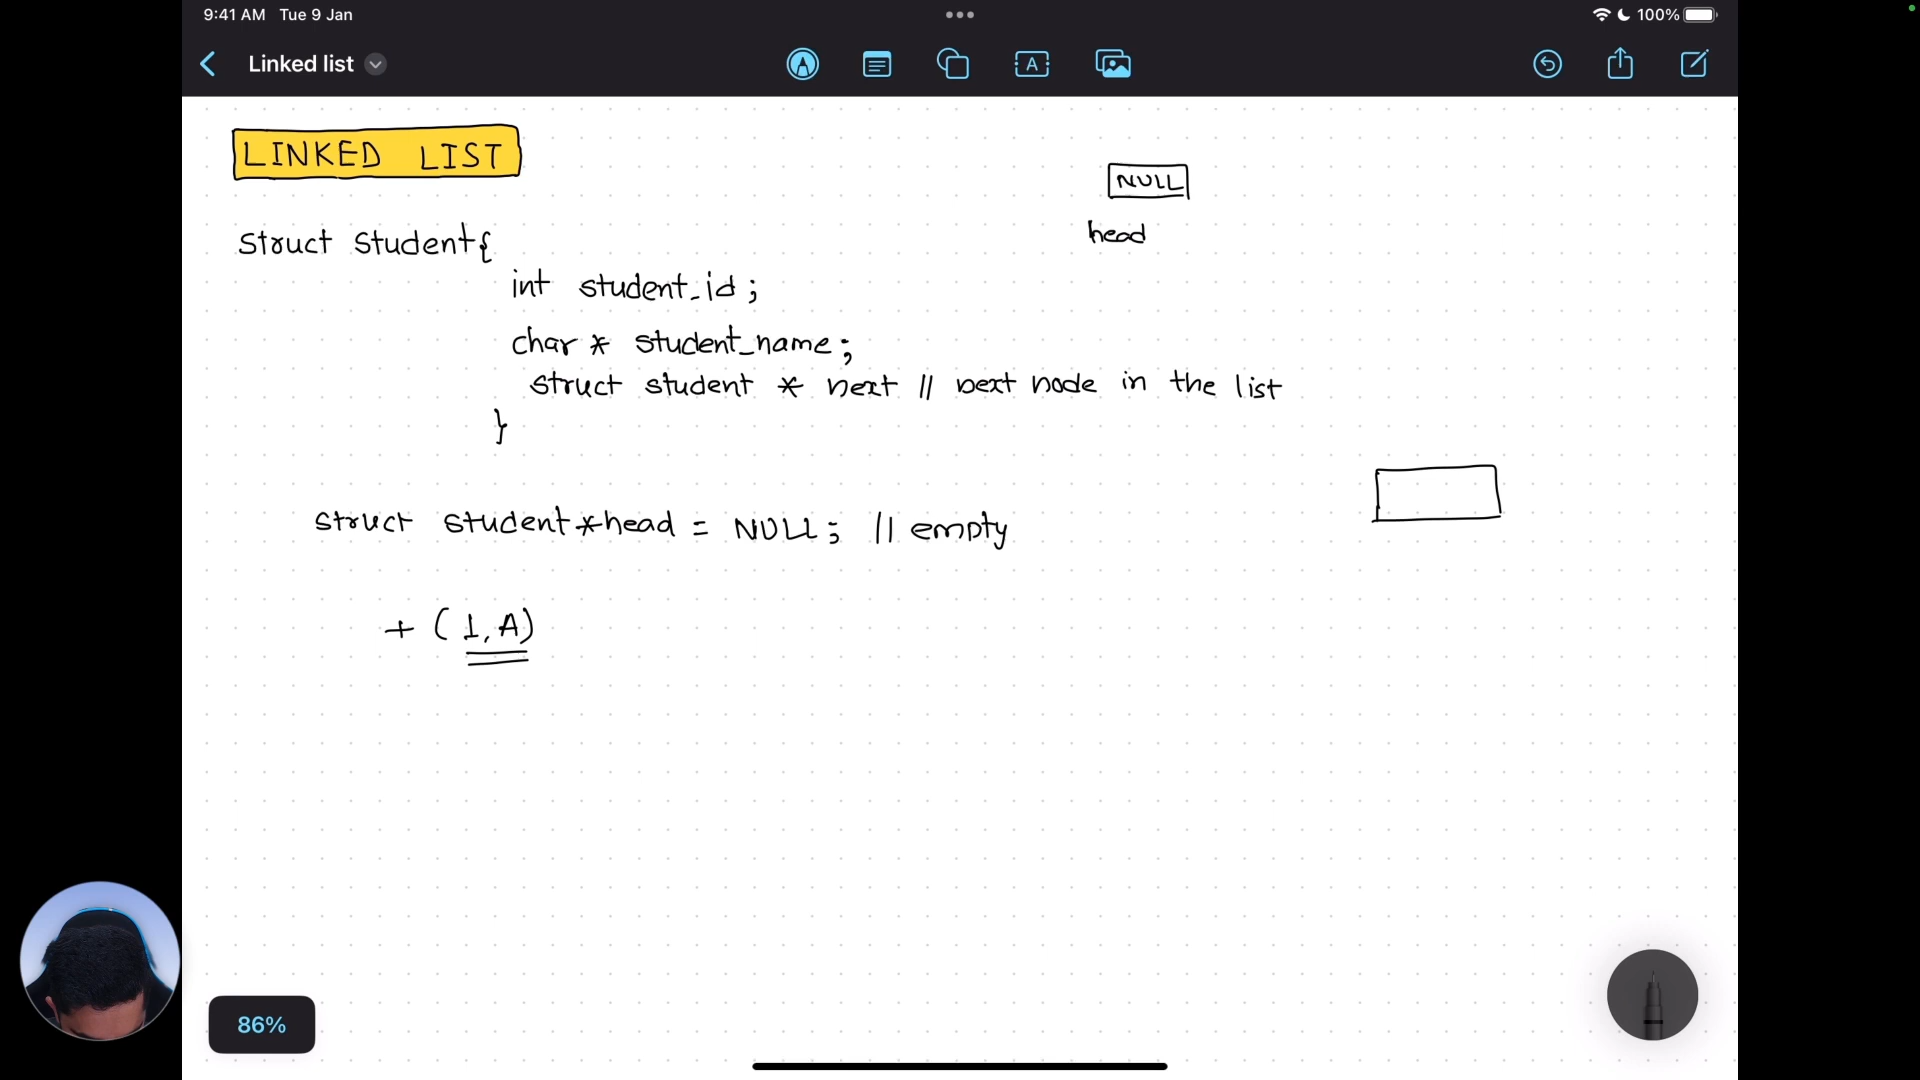 9:41 AM Tue 9 Jan
100%
Linked list
A
LINKED LIST
NULL
head
struct student{
int student_id;
char * student_name;
struct student * next // next node in the list
}
struct student*head = NULL; // empty
+ (1,A)
86%